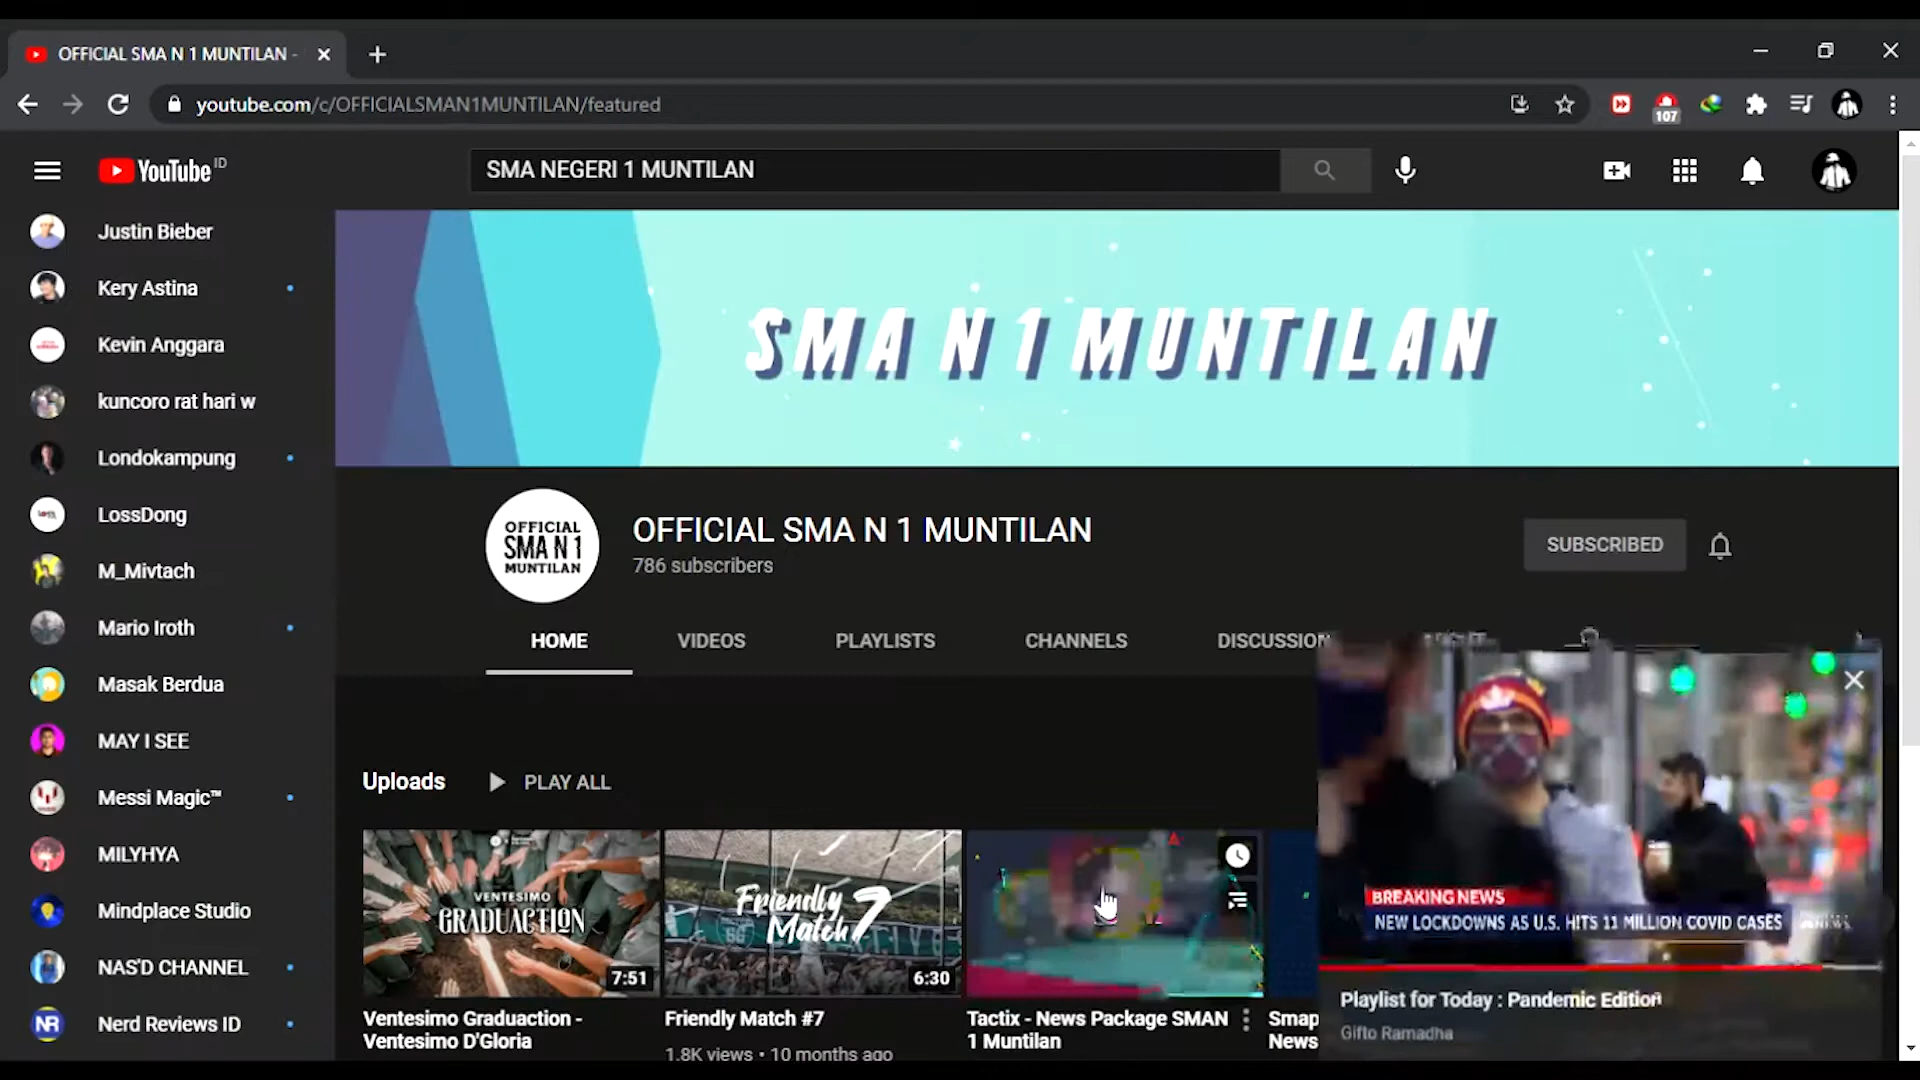 OFFICIAL SMA N 1 MUNTILAN -
youtube.com/c/OFFICIALSMAN1MUNTILAN/featured
107
YouTube ID
SMA NEGERI 1 MUNTILAN
Justin Bieber
Kery Astina
Kevin Anggara
kuncoro rat hari w
Londokampung
LossDong
M_Mivtach
Mario Iroth
Masak Berdua
MAY I SEE
Messi Magic™
MILYHYA
Mindplace Studio
NAS'D CHANNEL
NR
Nerd Reviews ID
SMA N 1 MUNTILAN
OFFICIAL
SMA N 1
MUNTILAN
OFFICIAL SMA N 1 MUNTILAN
786 subscribers
SUBSCRIBED
HOME
VIDEOS
PLAYLISTS
CHANNELS
DISCUSSION
Uploads
PLAY ALL
VENTESIMO
GRADUACTION
7:51
Friendly
Match 7
6:30
Ventesimo Graduaction -
Ventesimo D'Gloria
Friendly Match #7
1.8K views • 10 months ago
Tactix - News Package SMAN
1 Muntilan
Smap
News
BREAKING NEWS
NEW LOCKDOWNS AS U.S. HITS 11 MILLION COVID CASES
Playlist for Today : Pandemic Edition
Gifto Ramadha